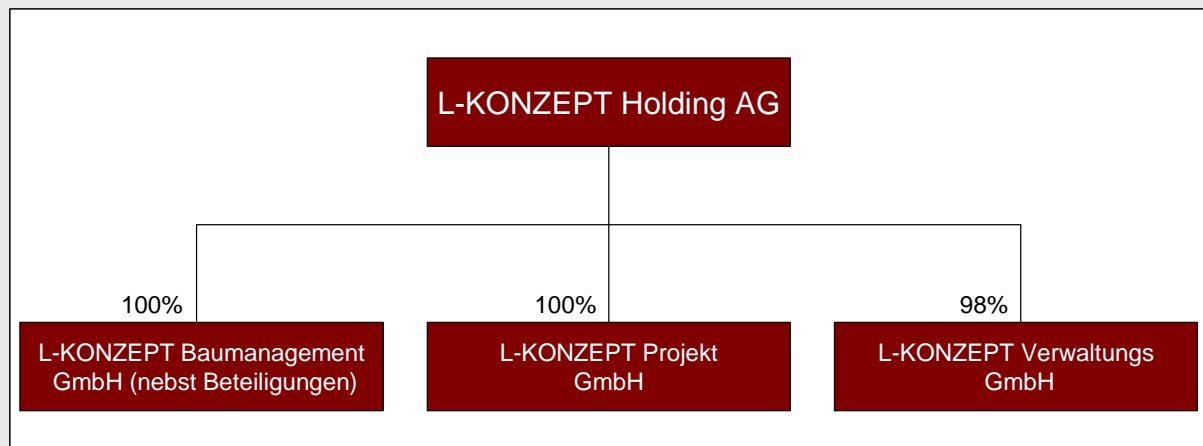 L-KONZEPT Holding AG
100%
100%
98%
L-KONZEPT Baumanagement
GmbH (nebst Beteiligungen)
L-KONZEPT Projekt
GmbH
L-KONZEPT Verwaltungs
GmbH